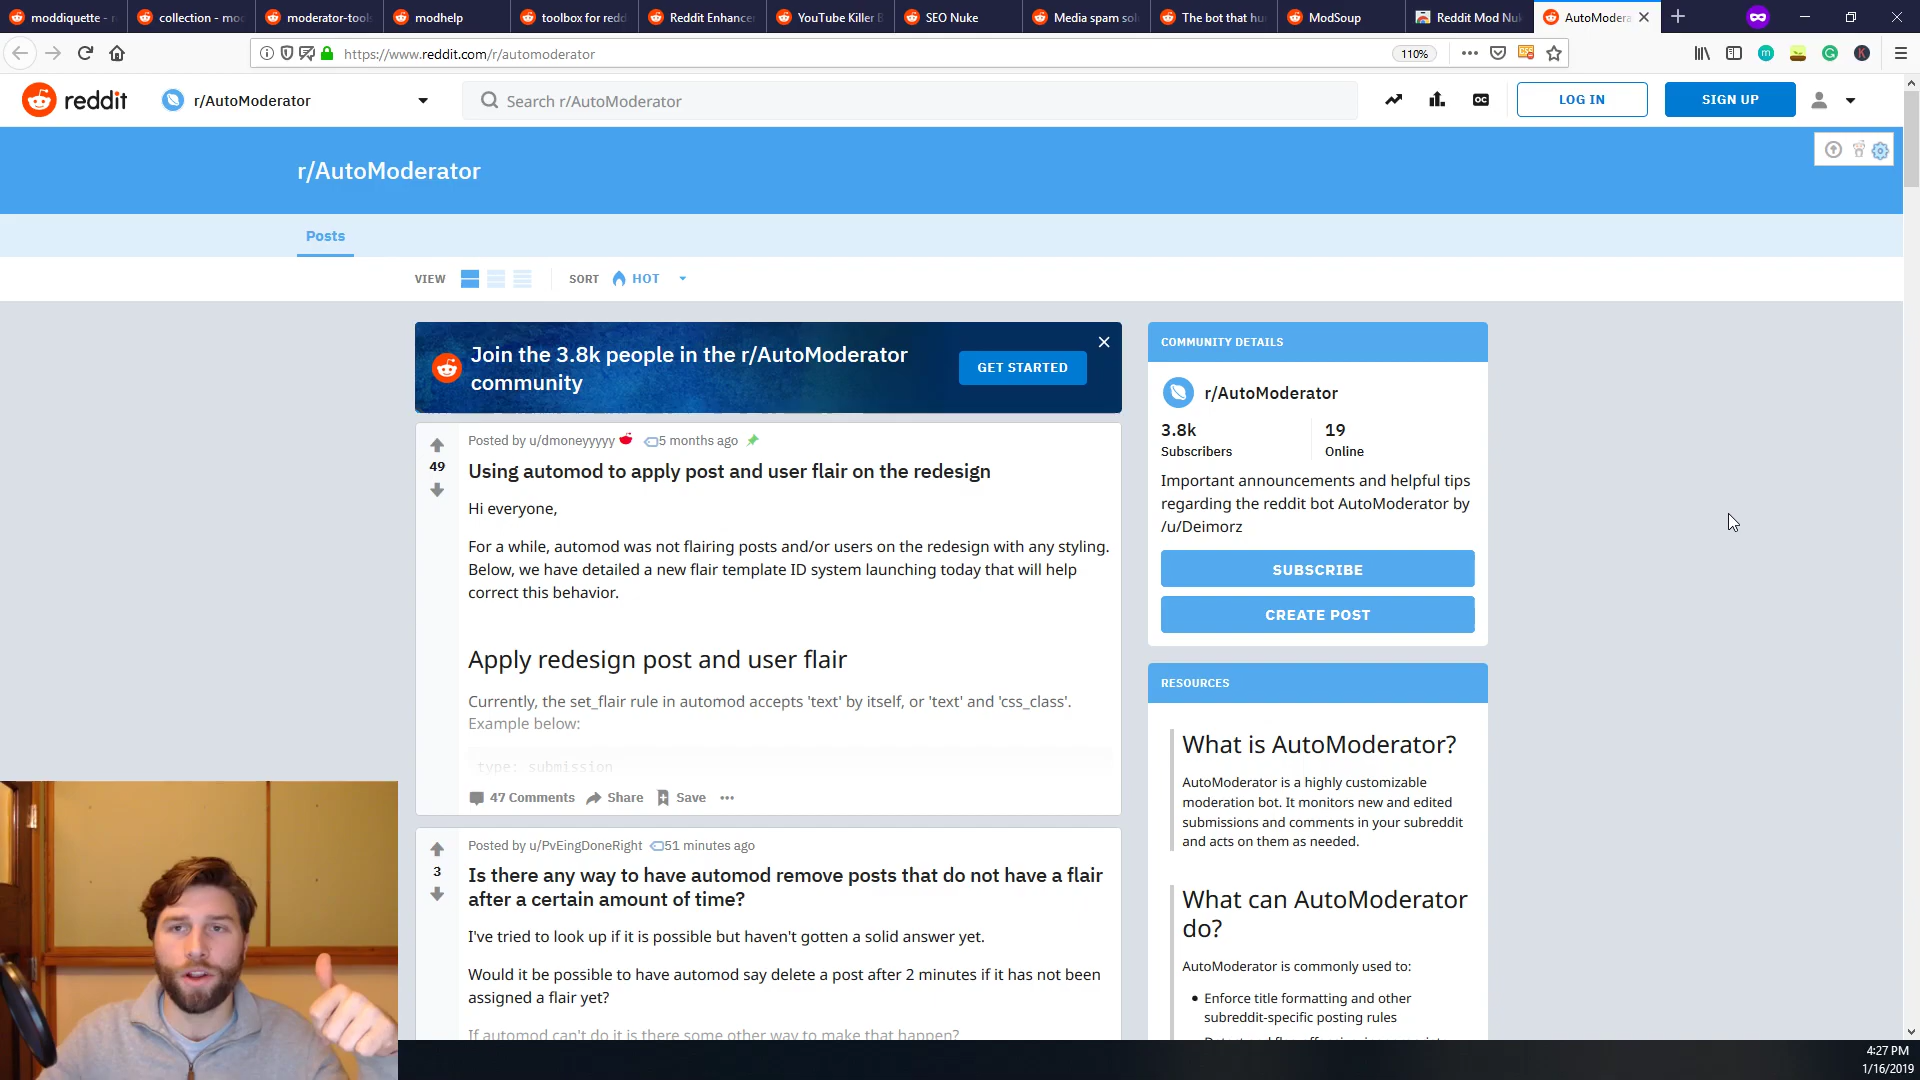 moddiquette - r
collection - mod
moderator-tools
modhelp
toolbox for redd
Reddit Enhance
YouTube Killer B
SEO Nuke
Media spam sol
The bot that hu
ModSoup
Reddit Mod Nuk
AutoModera
https://www.reddit.com/r/automoderator
110%
reddit
r/AutoModerator
Search r/AutoModerator
OC
LOG IN
SIGN UP
r/AutoModerator
Posts
VIEW
SORT
HOT
Join the 3.8k people in the r/AutoModerator
community
GET STARTED
49
Posted by u/dmoneyyyyy 5 months ago
Using automod to apply post and user flair on the redesign
Hi everyone,
For a while, automod was not flairing posts and/or users on the redesign with any styling.
Below, we have detailed a new flair template ID system launching today that will help
correct this behavior.
Apply redesign post and user flair
Currently, the set_flair rule in automod accepts 'text' by itself, or 'text' and 'css_class'.
Example below:
type: submission
47 Comments
Share
Save
3
Posted by u/PvEingDoneRight 51 minutes ago
Is there any way to have automod remove posts that do not have a flair
after a certain amount of time?
I've tried to look up if it is possible but haven't gotten a solid answer yet.
Would it be possible to have automod say delete a post after 2 minutes if it has not been
assigned a flair yet?
If automod can't do it is there some other way to make that happen?
COMMUNITY DETAILS
r/AutoModerator
3.8k
Subscribers
19
Online
Important announcements and helpful tips
regarding the reddit bot AutoModerator by
/u/Deimorz
SUBSCRIBE
CREATE POST
RESOURCES
What is AutoModerator?
AutoModerator is a highly customizable
moderation bot. It monitors new and edited
submissions and comments in your subreddit
and acts on them as needed.
What can AutoModerator
do?
AutoModerator is commonly used to:
Enforce title formatting and other
subreddit-specific posting rules
4:27 PM
1/16/2019